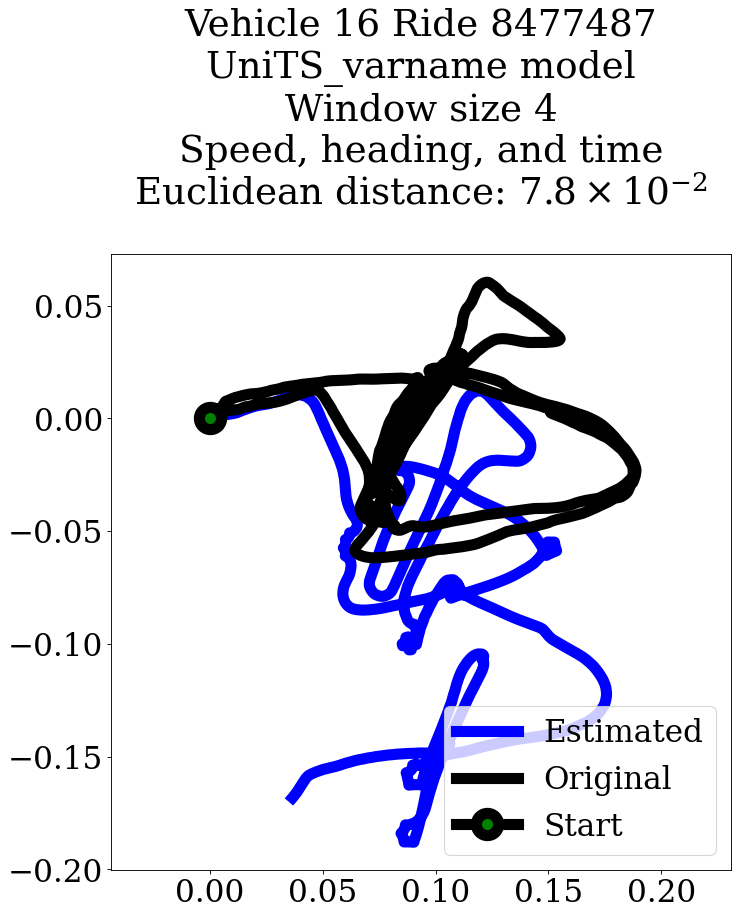 Vehicle 16 Ride 8477487
UniTS_varname model
Window size 4
Speed, heading, and time
Euclidean distance: 7.8 × 10⁻²
0.05
0.00
−0.05
−0.10
−0.15
−0.20
Estimated
Original
Start
0.00 0.05 0.10 0.15 0.20